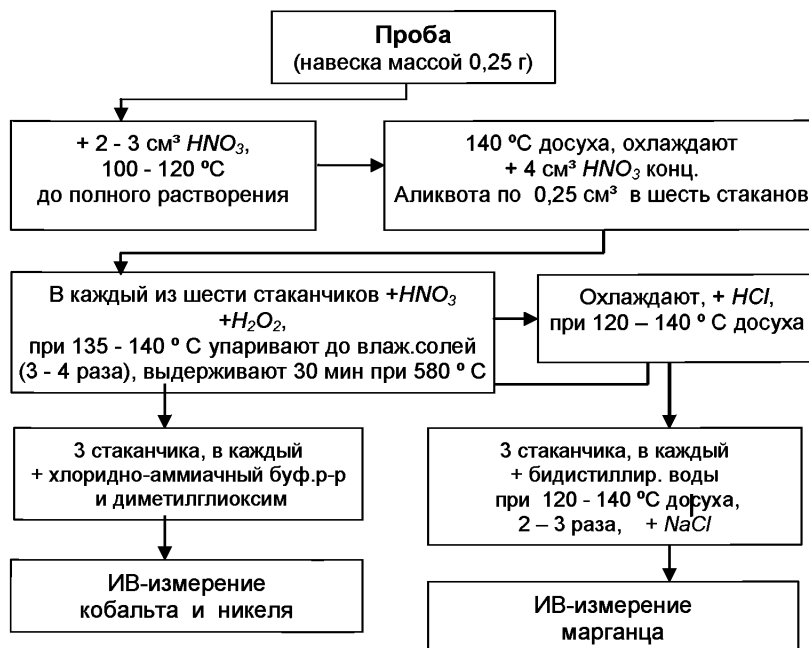 Проба
(навеска массой 0,25 г)
+ 2 - 3 см³ HNO₃,
100 - 120 ºС
до полного растворения
140 ºС досуха, охлаждают
+ 4 см³ HNO₃ конц.
Аликвота по 0,25 см³ в шесть стаканов
В каждый из шести стаканчиков +HNO₃
+H₂O₂,
при 135 - 140 º С упаривают до влаж.солей
(3 - 4 раза), выдерживают 30 мин при 580 º С
Охлаждают, + HCl,
при 120 – 140 º С досуха
3 стаканчика, в каждый
+ хлоридно-аммиачный буф.р-р
и диметилглиоксим
3 стаканчика, в каждый
+ бидистиллир. воды
при 120 - 140 ºС досуха,
2 – 3 раза, + NaCl
ИВ-измерение
кобальта и никеля
ИВ-измерение
марганца